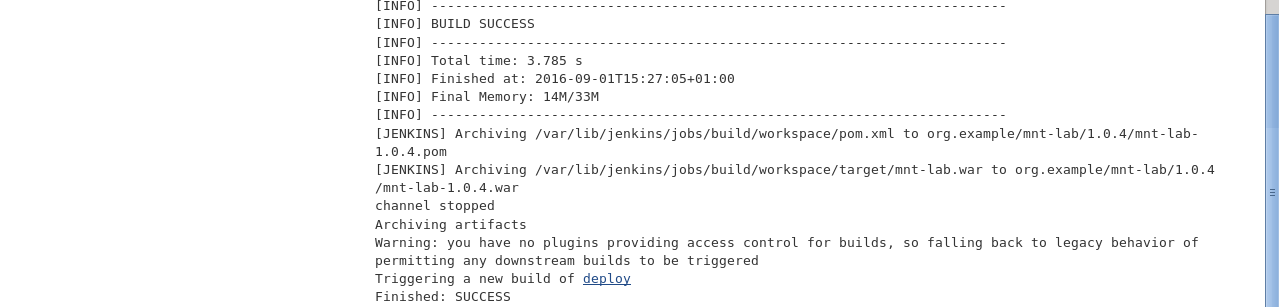 [INFO] ------------------------------------------------------------------------
[INFO] BUILD SUCCESS
[INFO] ------------------------------------------------------------------------
[INFO] Total time: 3.785 s
[INFO] Finished at: 2016-09-01T15:27:05+01:00
[INFO] Final Memory: 14M/33M
[INFO] ------------------------------------------------------------------------
[JENKINS] Archiving /var/lib/jenkins/jobs/build/workspace/pom.xml to org.example/mnt-lab/1.0.4/mnt-lab-
1.0.4.pom
[JENKINS] Archiving /var/lib/jenkins/jobs/build/workspace/target/mnt-lab.war to org.example/mnt-lab/1.0.4
/mnt-lab-1.0.4.war
channel stopped
Archiving artifacts
Warning: you have no plugins providing access control for builds, so falling back to legacy behavior of
permitting any downstream builds to be triggered
Triggering a new build of deploy
Finished: SUCCESS